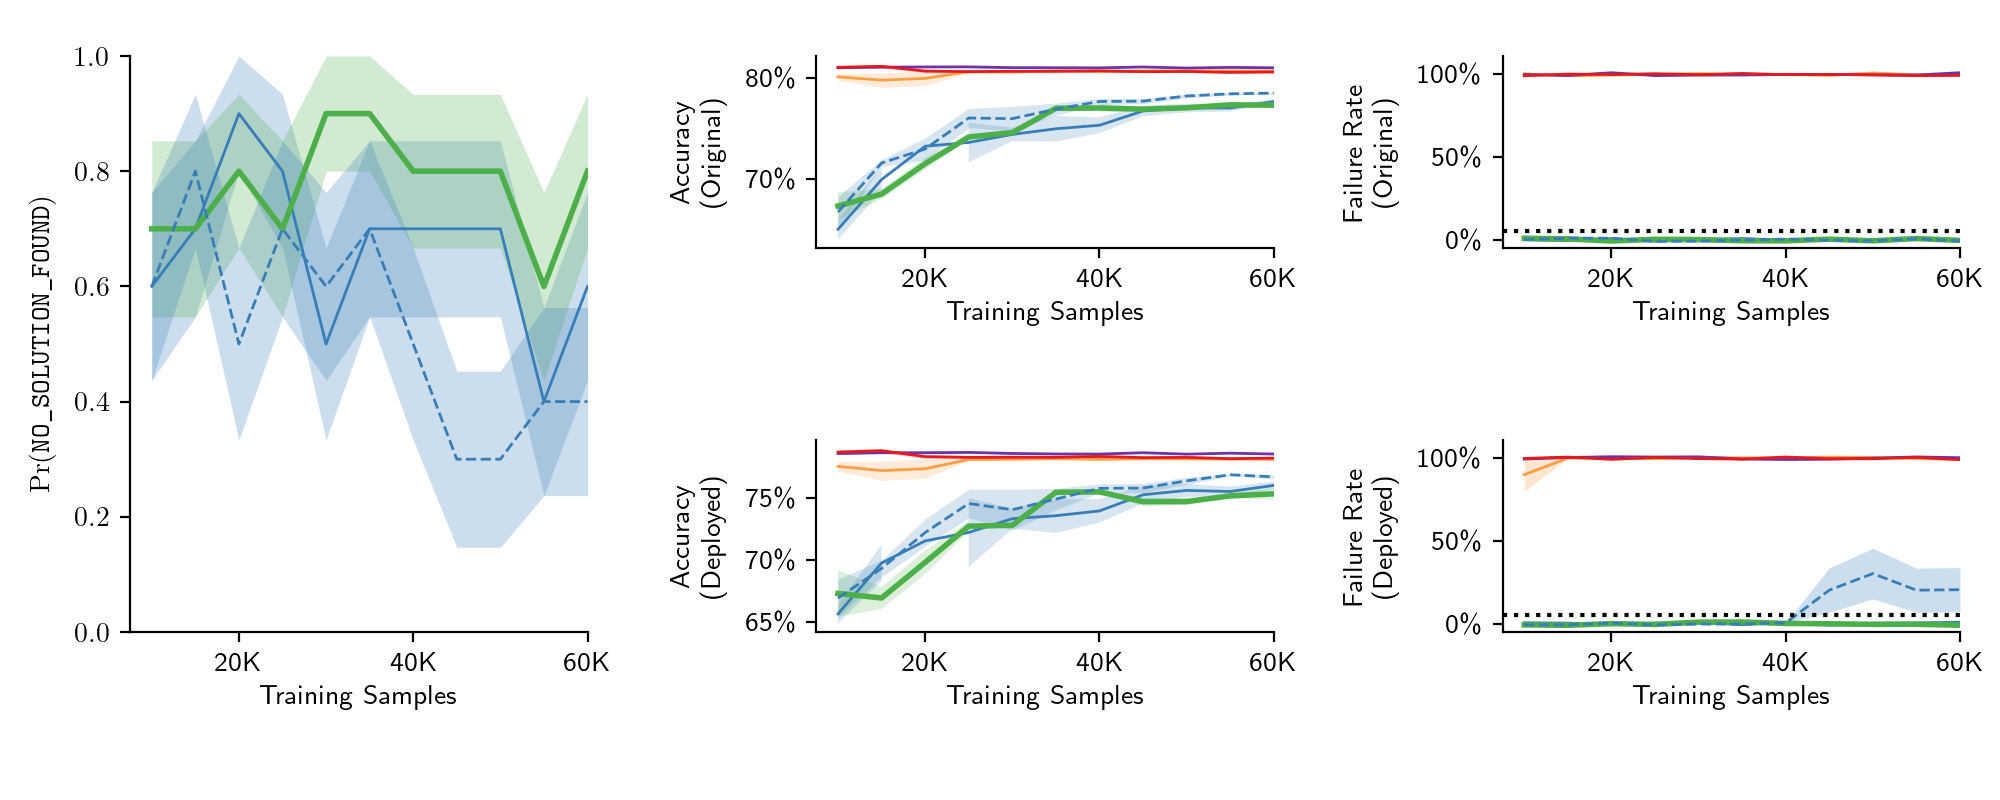 Pr(NO_SOLUTION_FOUND)
1.0
0.8
0.6
0.4
0.2
0.0
20K 40K 60K
Training Samples
Accuracy
(Original)
80%
70%
20K 40K 60K
Training Samples
Failure Rate
(Original)
100%
50%
0%
20K 40K 60K
Training Samples
Accuracy
(Deployed)
75%
70%
65%
20K 40K 60K
Training Samples
Failure Rate
(Deployed)
100%
50%
0%
20K 40K 60K
Training Samples